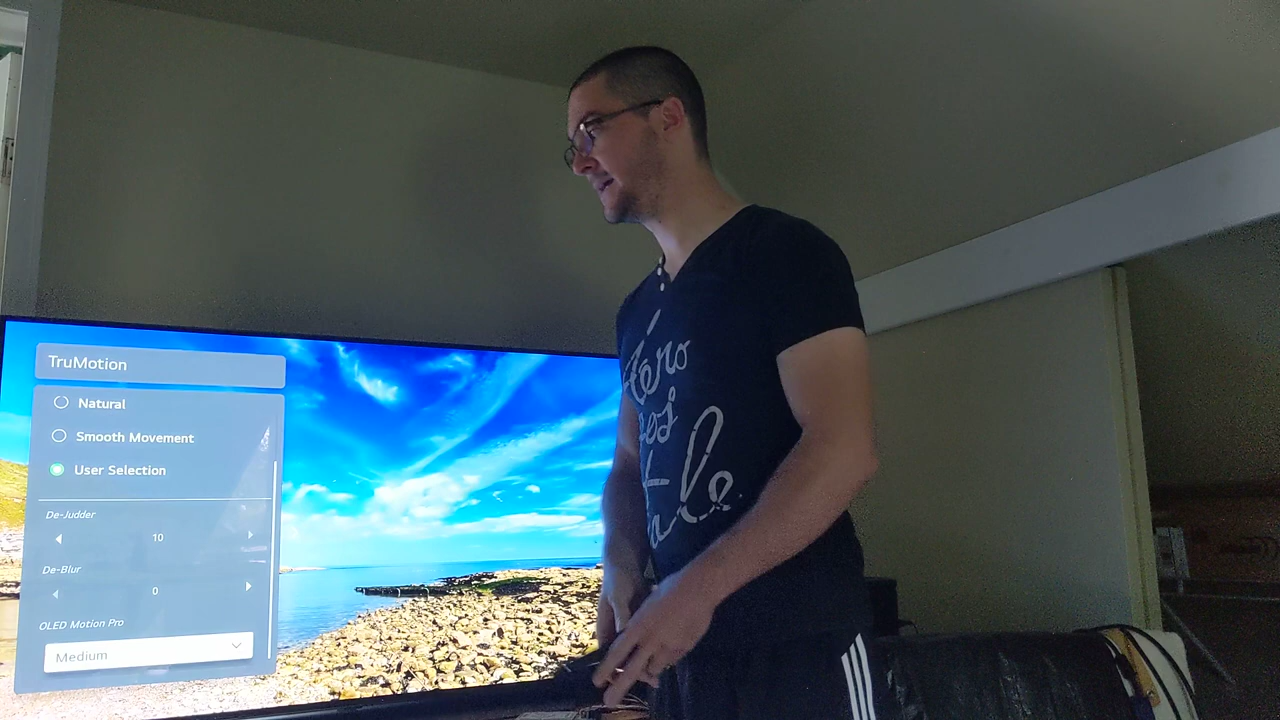 TruMotion
Natural
Smooth Movement
User Selection
De-Judder
10
De-Blur
0
OLED Motion Pro
Medium